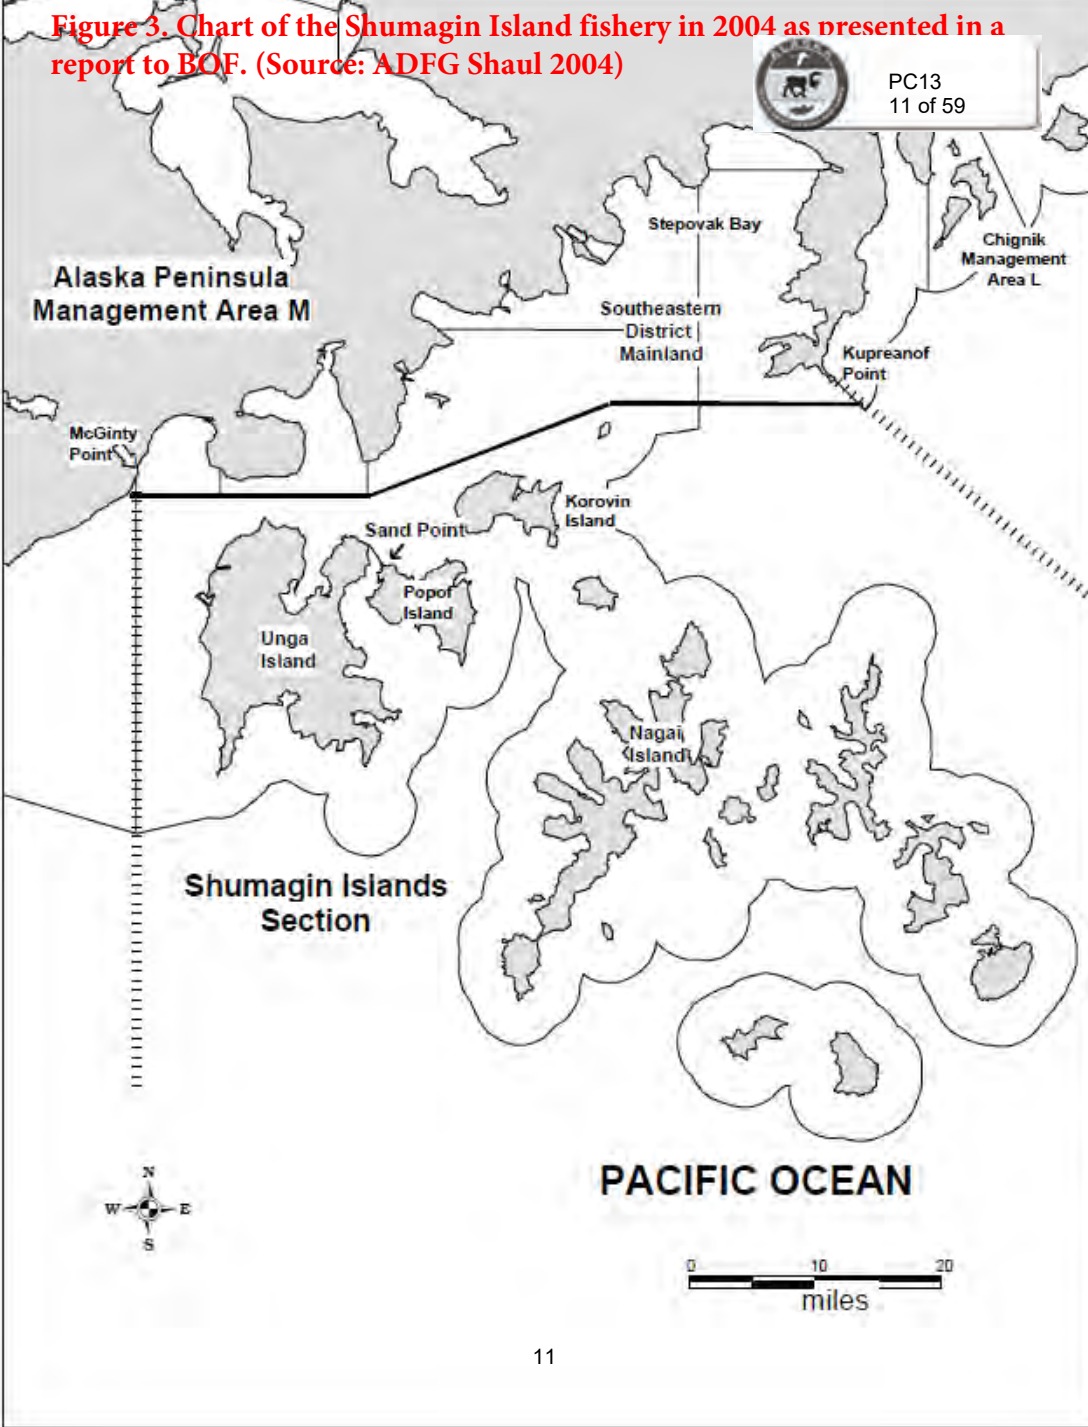 Figure 3. Chart of the Shumagin Island fishery in 2004 as presented in a
report to BOF. (Source: ADFG Shaul 2004)
ALASKA
PC13
11 of 59
Stepovak Bay
Chignik
Management
Area L
Alaska Peninsula
Management Area M
Southeastern
District
Mainland
Kupreanof
Point
McGinty
Point
Korovin
Island
Sand Point
Popof
Island
Unga
Island
Nagai
Island
Shumagin Islands
Section
PACIFIC OCEAN
N
W
E
S
0 10 20
miles
11